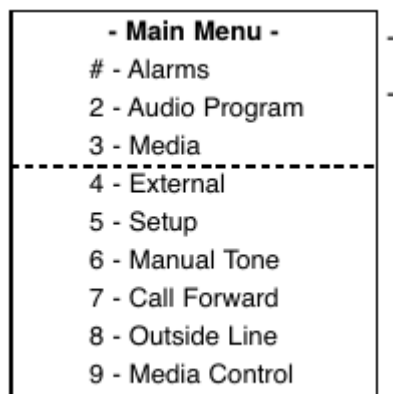 - Main Menu -
# - Alarms
2 - Audio Program
3 - Media
4 - External
5 - Setup
6 - Manual Tone
7 - Call Forward
8 - Outside Line
9 - Media Control